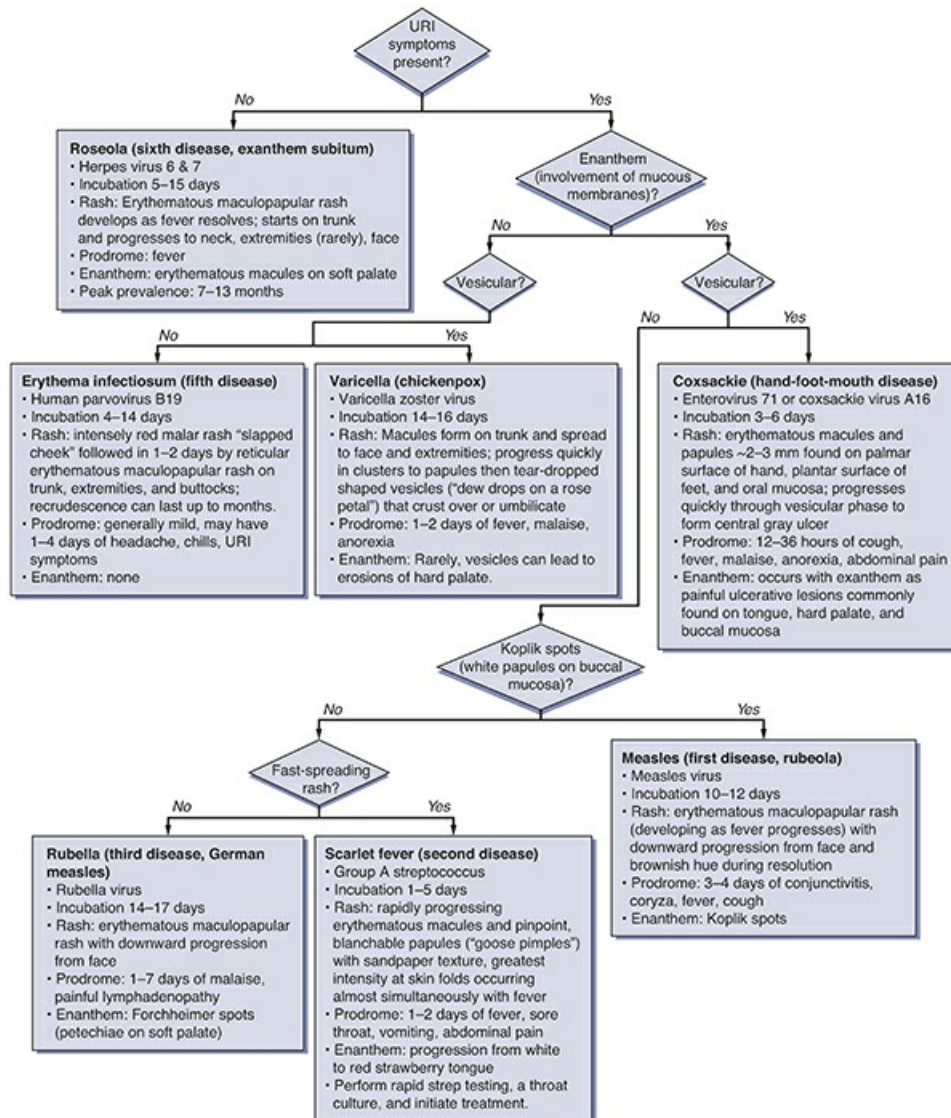 URI
symptoms
present?
No
Yes
Roseola (sixth disease, exanthem subitum)
• Herpes virus 6 & 7
• Incubation 5–15 days
• Rash: Erythematous maculopapular rash
develops as fever resolves; starts on trunk
and progresses to neck, extremities (rarely), face
• Prodrome: fever
• Enanthem: erythematous macules on soft palate
• Peak prevalence: 7–13 months
Enanthem
(involvement of mucous
membranes)?
No
Yes
Vesicular?
Vesicular?
No
Yes
No
Yes
Erythema infectiosum (fifth disease)
• Human parvovirus B19
• Incubation 4–14 days
• Rash: intensely red malar rash “slapped
cheek” followed in 1–2 days by reticular
erythematous maculopapular rash on
trunk, extremities, and buttocks;
recrudescence can last up to months.
• Prodrome: generally mild, may have
1–4 days of headache, chills, URI
symptoms
• Enanthem: none
Varicella (chickenpox)
• Varicella zoster virus
• Incubation 14–16 days
• Rash: Macules form on trunk and spread
to face and extremities; progress quickly
in clusters to papules then tear-dropped
shaped vesicles (“dew drops on a rose
petal”) that crust over or umbilicate
• Prodrome: 1–2 days of fever, malaise,
anorexia
• Enanthem: Rarely, vesicles can lead to
erosions of hard palate.
Coxsackie (hand-foot-mouth disease)
• Enterovirus 71 or coxsackie virus A16
• Incubation 3–6 days
• Rash: erythematous macules and
papules ~2–3 mm found on palmar
surface of hand, plantar surface of
feet, and oral mucosa; progresses
quickly through vesicular phase to
form central gray ulcer
• Prodrome: 12–36 hours of cough,
fever, malaise, anorexia, abdominal pain
• Enanthem: occurs with exanthem as
painful ulcerative lesions commonly
found on tongue, hard palate, and
buccal mucosa
Koplik spots
(white papules on buccal
mucosa)?
No
Yes
Fast-spreading
rash?
No
Yes
Measles (first disease, rubeola)
• Measles virus
• Incubation 10–12 days
• Rash: erythematous maculopapular rash
(developing as fever progresses) with
downward progression from face and
brownish hue during resolution
• Prodrome: 3–4 days of conjunctivitis,
coryza, fever, cough
• Enanthem: Koplik spots
Rubella (third disease, German
measles)
• Rubella virus
• Incubation 14–17 days
• Rash: erythematous maculopapular
rash with downward progression
from face
• Prodrome: 1–7 days of malaise,
painful lymphadenopathy
• Enanthem: Forchheimer spots
(petechiae on soft palate)
Scarlet fever (second disease)
• Group A streptococcus
• Incubation 1–5 days
• Rash: rapidly progressing
erythematous macules and pinpoint,
blanchable papules (“goose pimples”)
with sandpaper texture, greatest
intensity at skin folds occurring
almost simultaneously with fever
• Prodrome: 1–2 days of fever, sore
throat, vomiting, abdominal pain
• Enanthem: progression from white
to red strawberry tongue
• Perform rapid strep testing, a throat
culture, and initiate treatment.